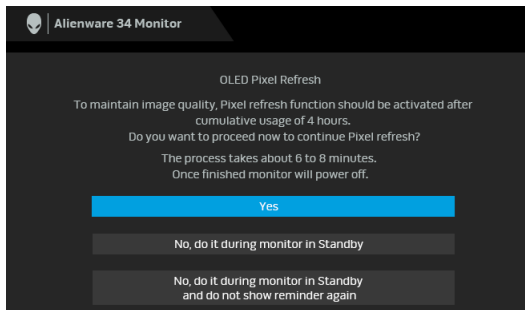 Alienware 34 Monitor
OLED Pixel Refresh
To maintain image quality, Pixel refresh function should be activated after
cumulative usage of 4 hours.
Do you want to proceed now to continue Pixel refresh?
The process takes about 6 to 8 minutes.
Once finished monitor will power off.
Yes
No, do it during monitor in Standby
No, do it during monitor in Standby
and do not show reminder again